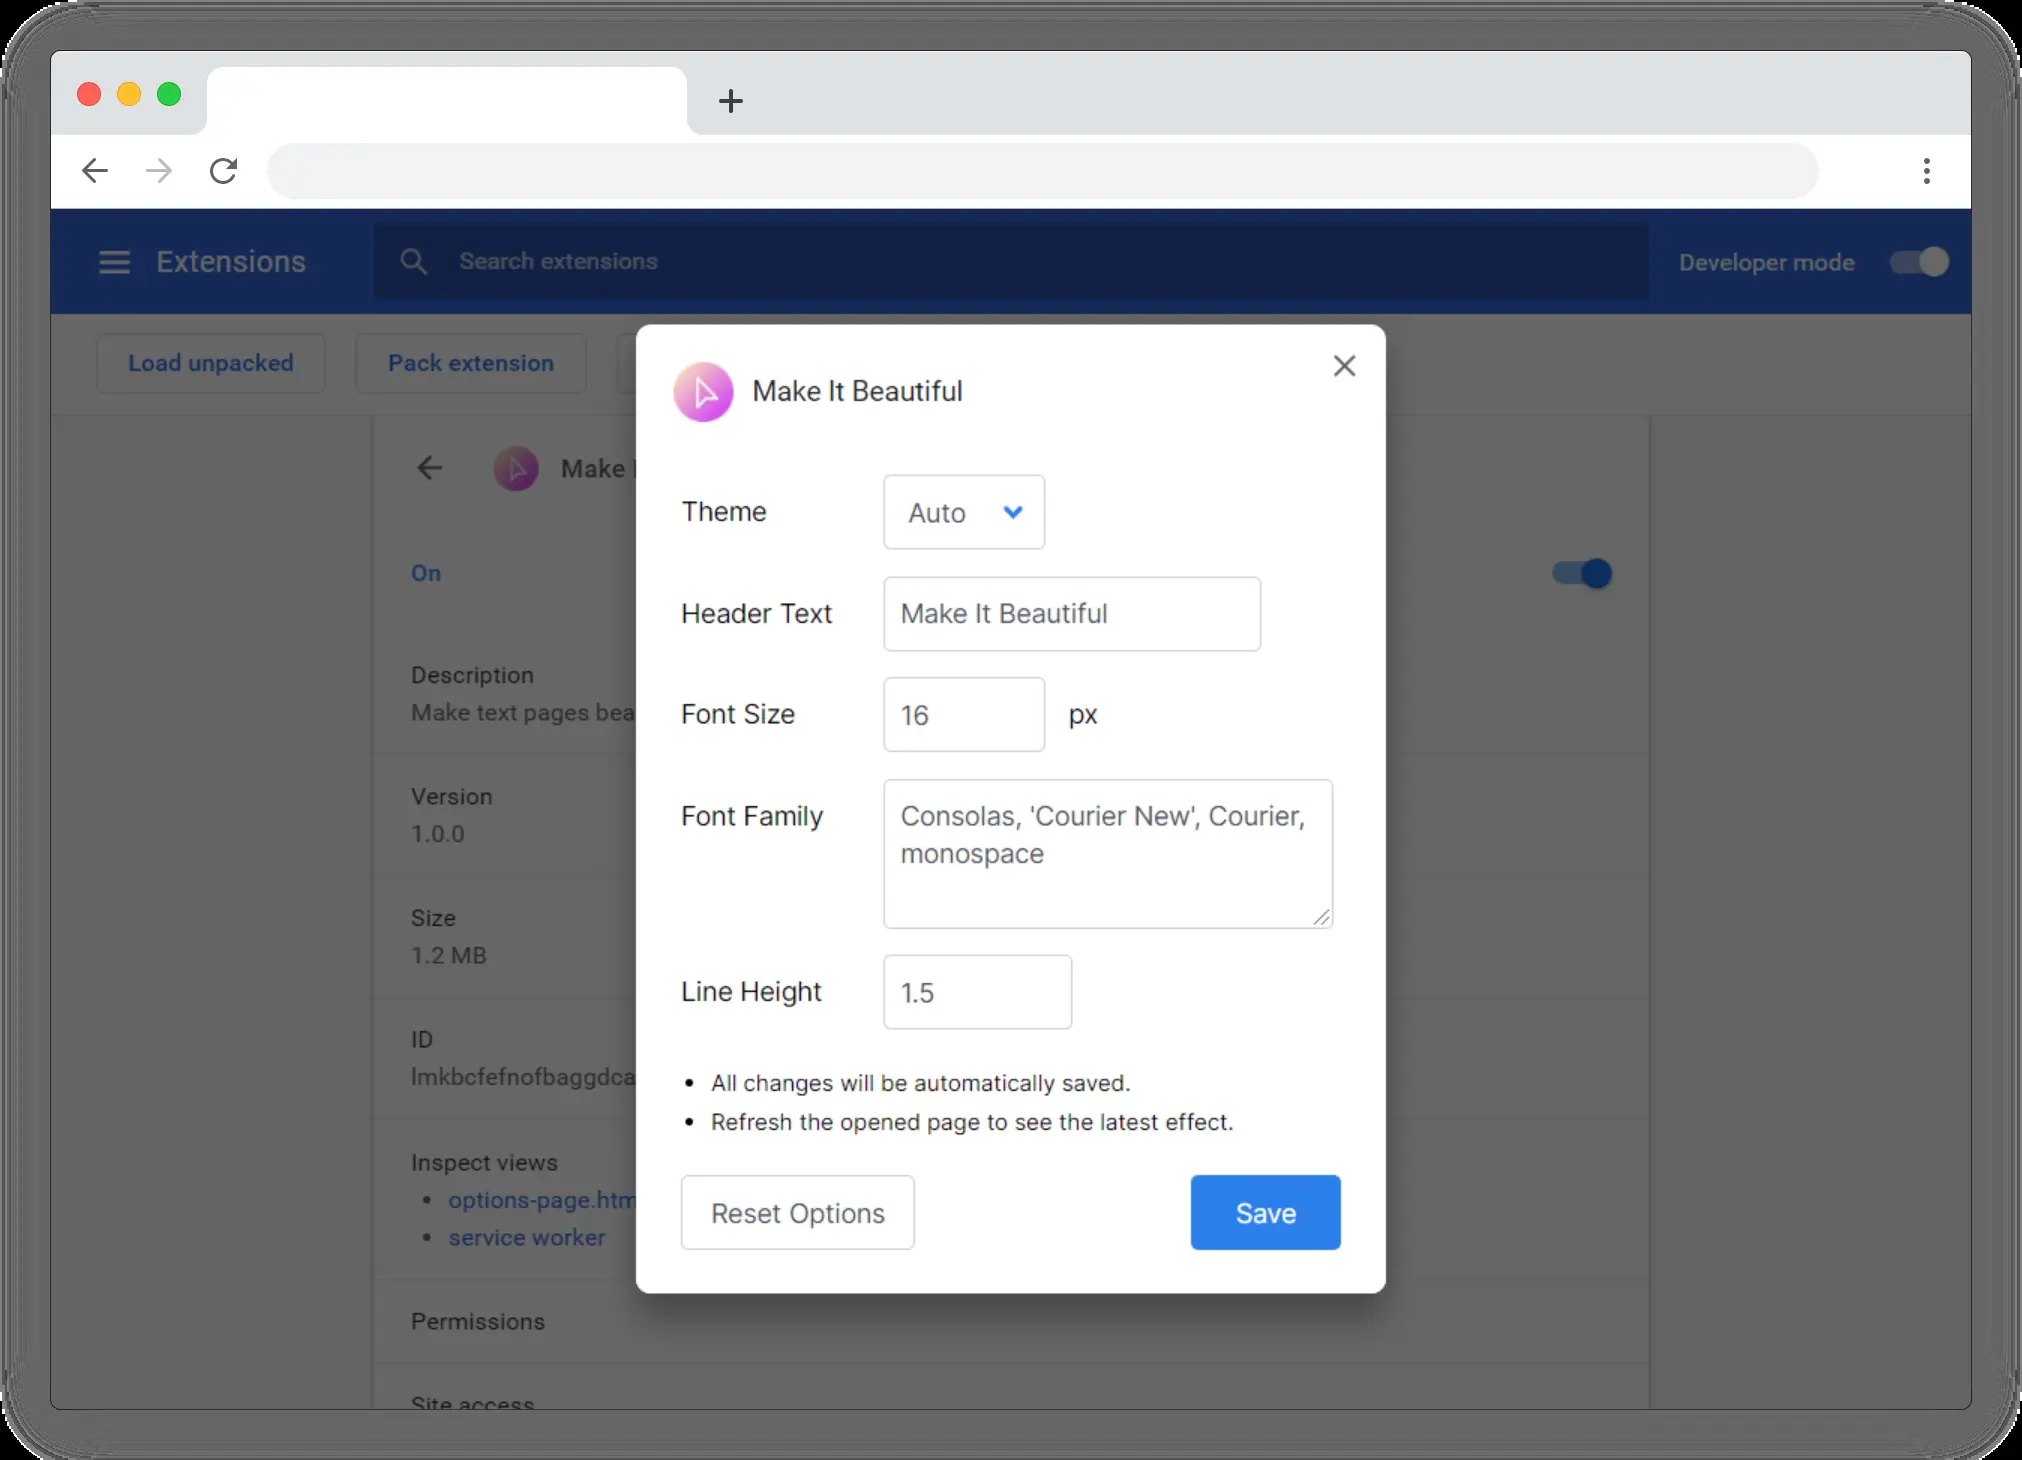 Extensions
Search extensions
Developer mode
Load unpacked
Pack extension
Make
On
Description
Make text pages bea
Version
1.0.0
Size
1.2 MB
ID
lmkbcfefnofbaggdca
Inspect views
options-page.htm
service worker
Permissions
Site access
Make It Beautiful
Theme
Auto
Header Text
Make It Beautiful
Font Size
16
px
Font Family
Consolas, 'Courier New', Courier,
monospace
Line Height
1.5
All changes will be automatically saved.
Refresh the opened page to see the latest effect.
Reset Options
Save